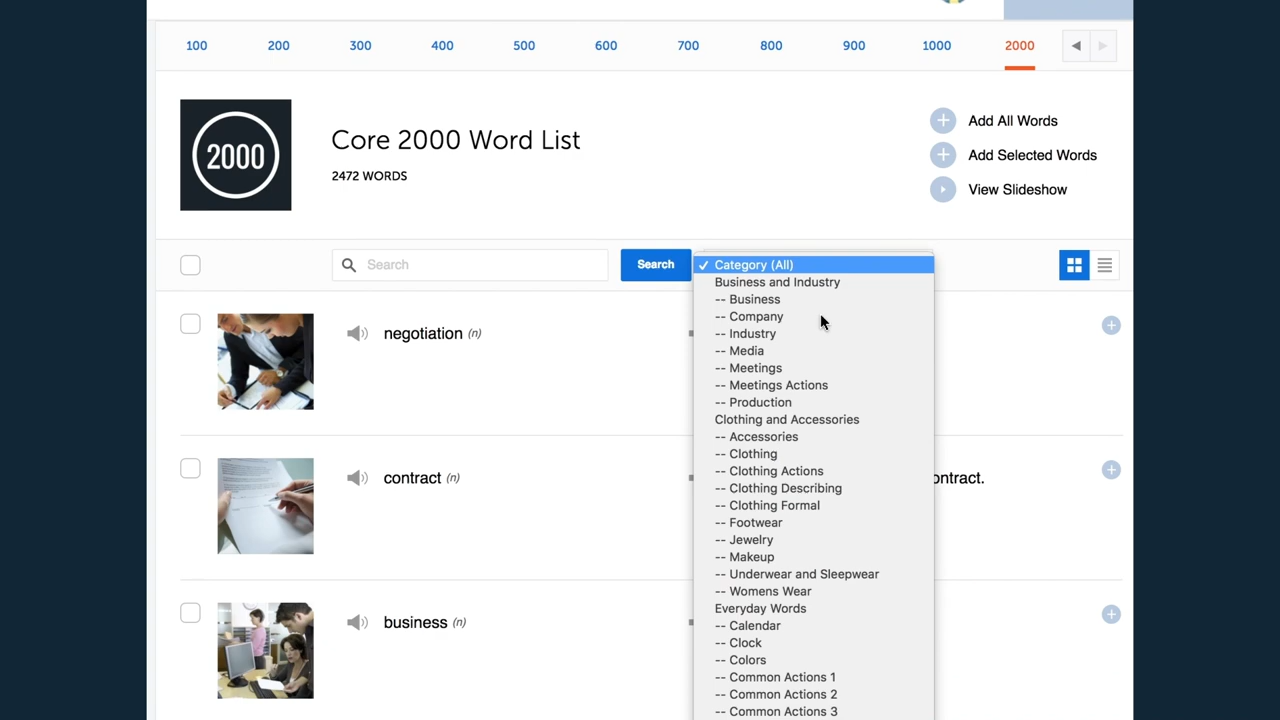 100 200 300 400 500 600 700 800 900 1000 2000
2000
Core 2000 Word List
2472 WORDS
Add All Words
Add Selected Words
View Slideshow
Search
Search
✓ Category (All)
Business and Industry
-- Business
-- Company
-- Industry
-- Media
-- Meetings
-- Meetings Actions
-- Production
Clothing and Accessories
-- Accessories
-- Clothing
-- Clothing Actions
-- Clothing Describing
-- Clothing Formal
-- Footwear
-- Jewelry
-- Makeup
-- Underwear and Sleepwear
-- Womens Wear
Everyday Words
-- Calendar
-- Clock
-- Colors
-- Common Actions 1
-- Common Actions 2
-- Common Actions 3
negotiation (n)
contract (n)
ontract.
business (n)